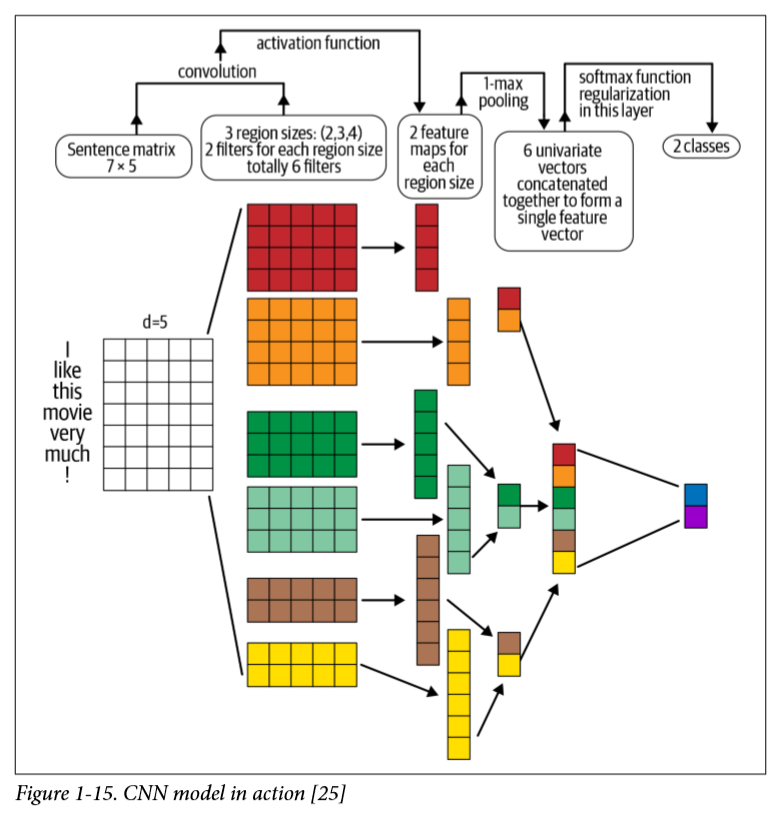 activation function
convolution
1-max
pooling
softmax function
regularization
in this layer
Sentence matrix
7 × 5
3 region sizes: (2,3,4)
2 filters for each region size
totally 6 filters
2 feature
maps for
each
region size
6 univariate
vectors
concatenated
together to form a
single feature
vector
2 classes
d=5
I
like
this
movie
very
much
!
Figure 1-15. CNN model in action [25]